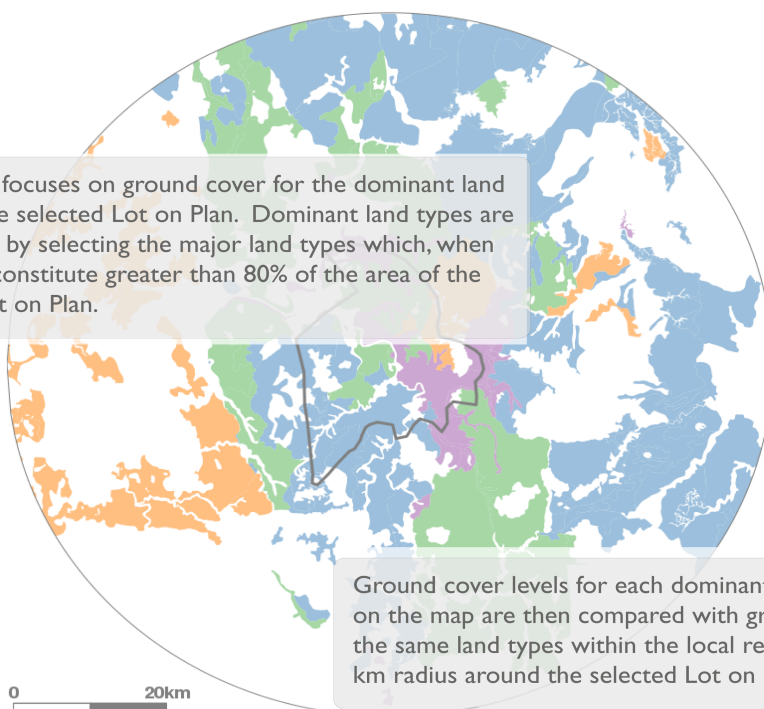 focuses on ground cover for the dominant land
e selected Lot on Plan. Dominant land types are
by selecting the major land types which, when
constitute greater than 80% of the area of the
t on Plan.
Ground cover levels for each dominant
on the map are then compared with gr
the same land types within the local re
km radius around the selected Lot on
0 20km